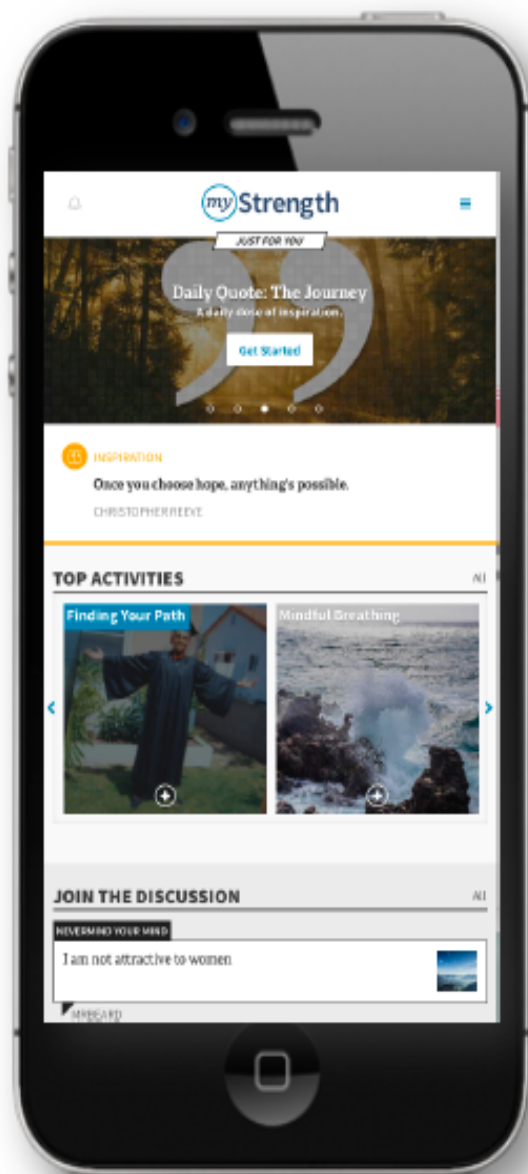 myStrength
JUST FOR YOU
Daily Quote: The Journey
A daily dose of inspiration.
Get Started
INSPIRATION
Once you choose hope, anything's possible.
CHRISTOPHER REEVE
TOP ACTIVITIES All
Finding Your Path
Mindful Breathing
JOIN THE DISCUSSION All
NEVERMIND YOUR MIND
I am not attractive to women
MRBEARD